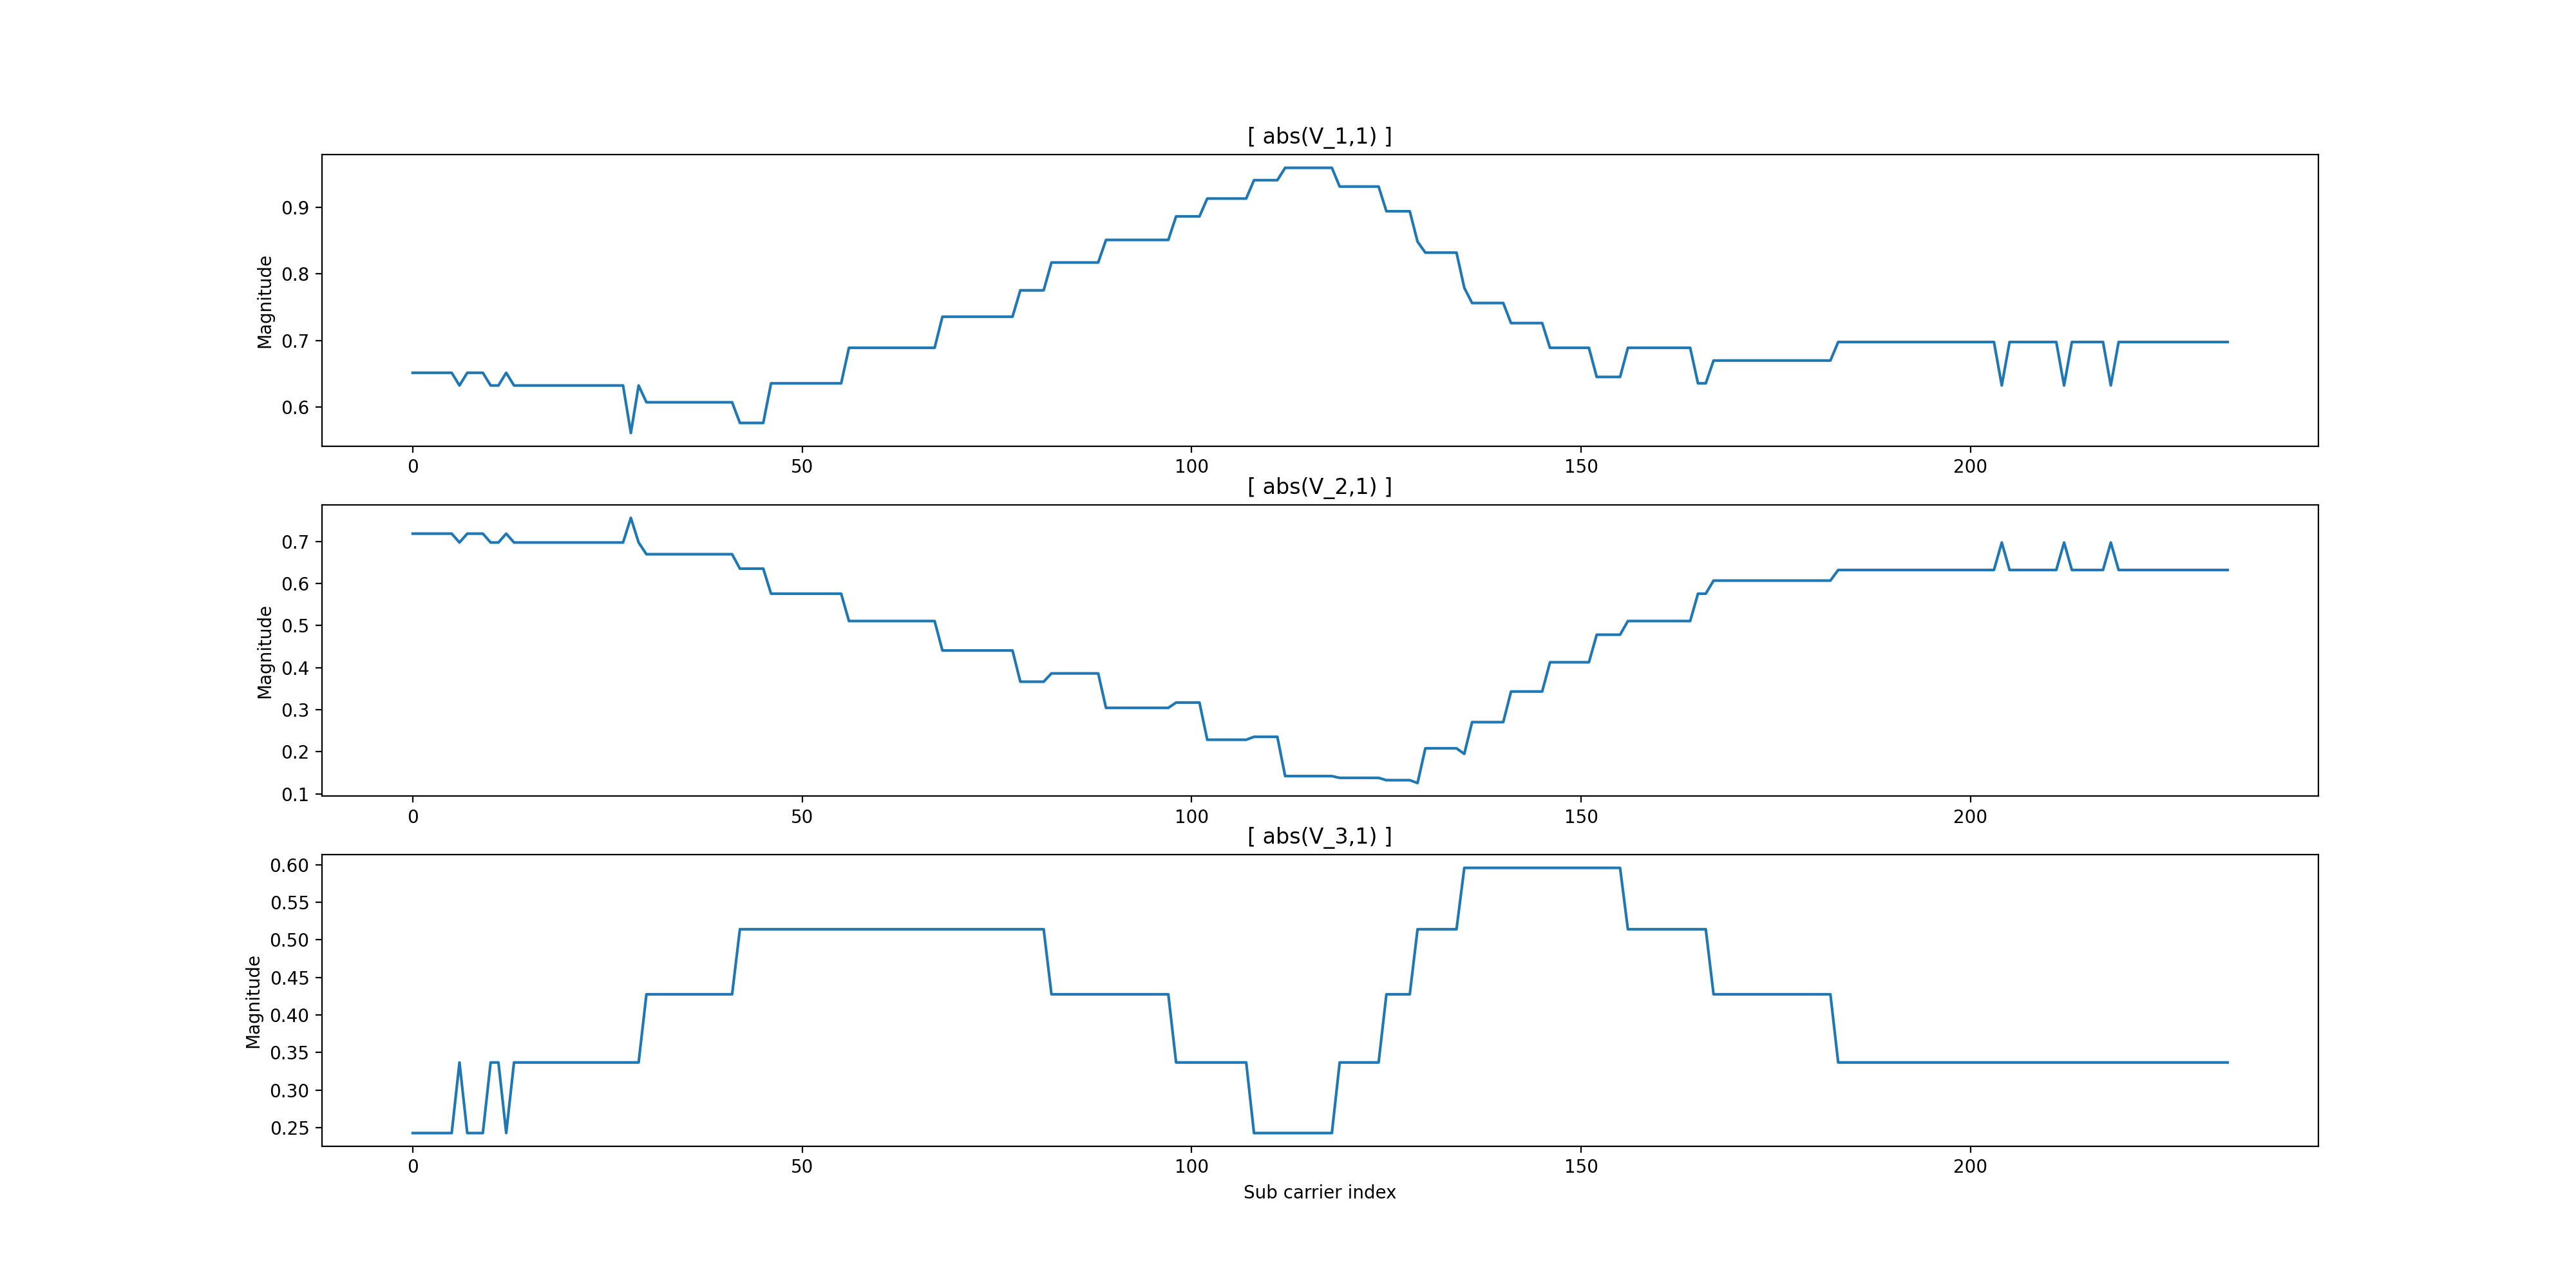 [ abs(V_1,1) ]
Magnitude
0.9
0.8
0.7
0.6
0 50 100 150 200
[ abs(V_2,1) ]
Magnitude
0.7
0.6
0.5
0.4
0.3
0.2
0.1
0 50 100 150 200
[ abs(V_3,1) ]
Magnitude
0.60
0.55
0.50
0.45
0.40
0.35
0.30
0.25
0 50 100 150 200
Sub carrier index